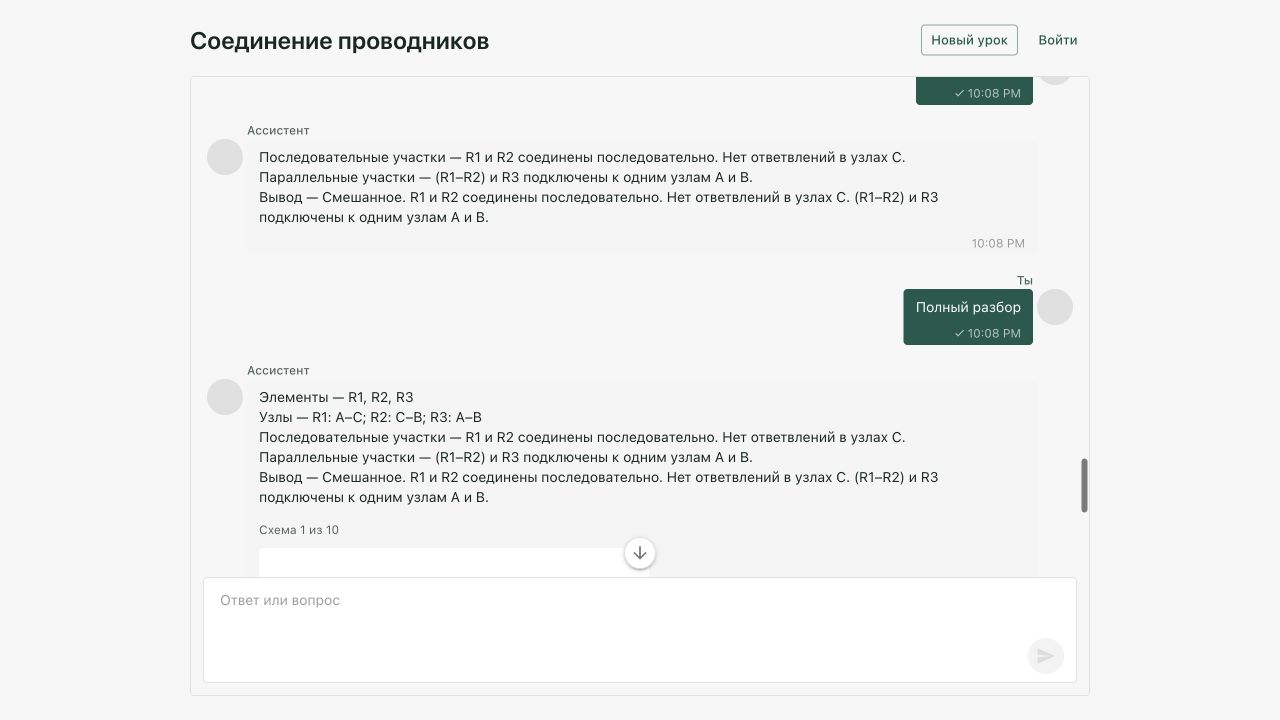 Соединение проводников
Новый урок
Войти
✓ 10:08 PM
Ассистент
Последовательные участки — R1 и R2 соединены последовательно. Нет ответвлений в узлах C.
Параллельные участки — (R1–R2) и R3 подключены к одним узлам A и B.
Вывод — Смешанное. R1 и R2 соединены последовательно. Нет ответвлений в узлах C. (R1–R2) и R3
подключены к одним узлам A и B.
10:08 PM
Ты
Полный разбор
✓ 10:08 PM
Ассистент
Элементы — R1, R2, R3
Узлы — R1: A–C; R2: C–B; R3: A–B
Последовательные участки — R1 и R2 соединены последовательно. Нет ответвлений в узлах C.
Параллельные участки — (R1–R2) и R3 подключены к одним узлам A и B.
Вывод — Смешанное. R1 и R2 соединены последовательно. Нет ответвлений в узлах C. (R1–R2) и R3
подключены к одним узлам A и B.
Схема 1 из 10
Ответ или вопрос